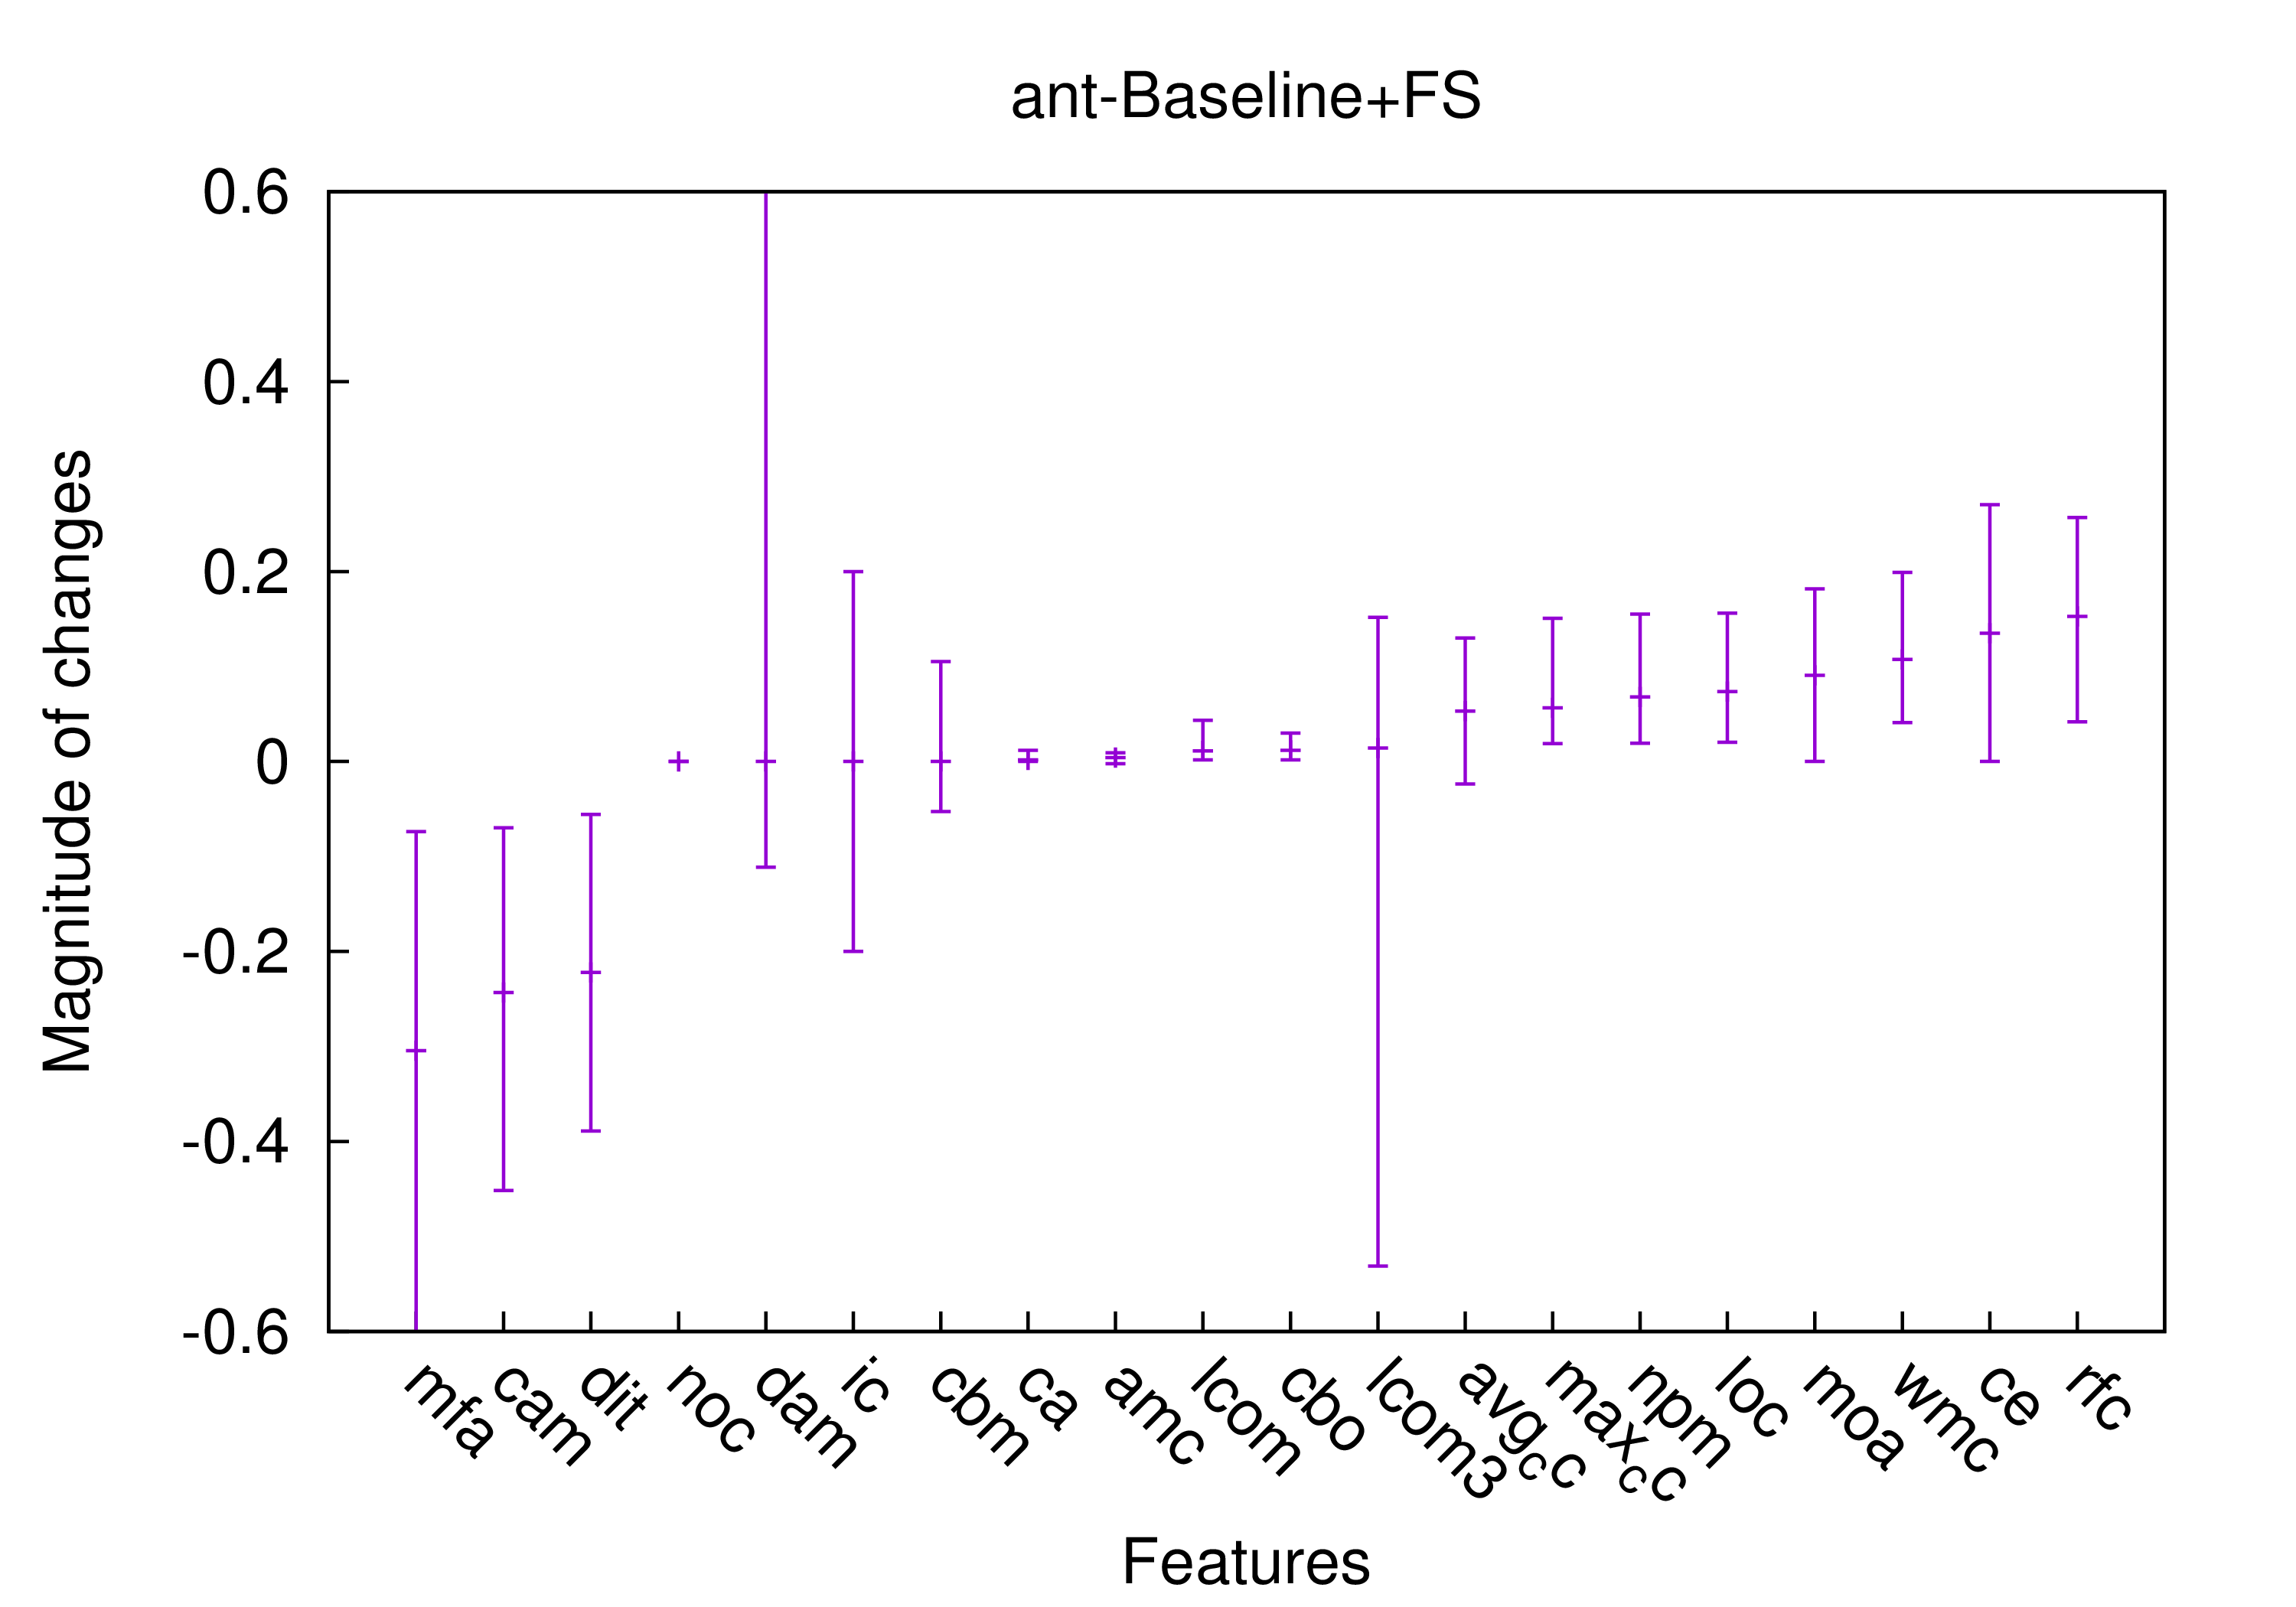 ant-Baseline+FS
0.6
0.4
0.2
0
-0.2
-0.4
-0.6
Magnitude of changes
mfa
cam
dit
noc
dam
ic
cbm
ca
amc
lcom
cbo
lcom3
avgcc
maxcc
npm
loc
moa
wmc
ce
rfc
Features